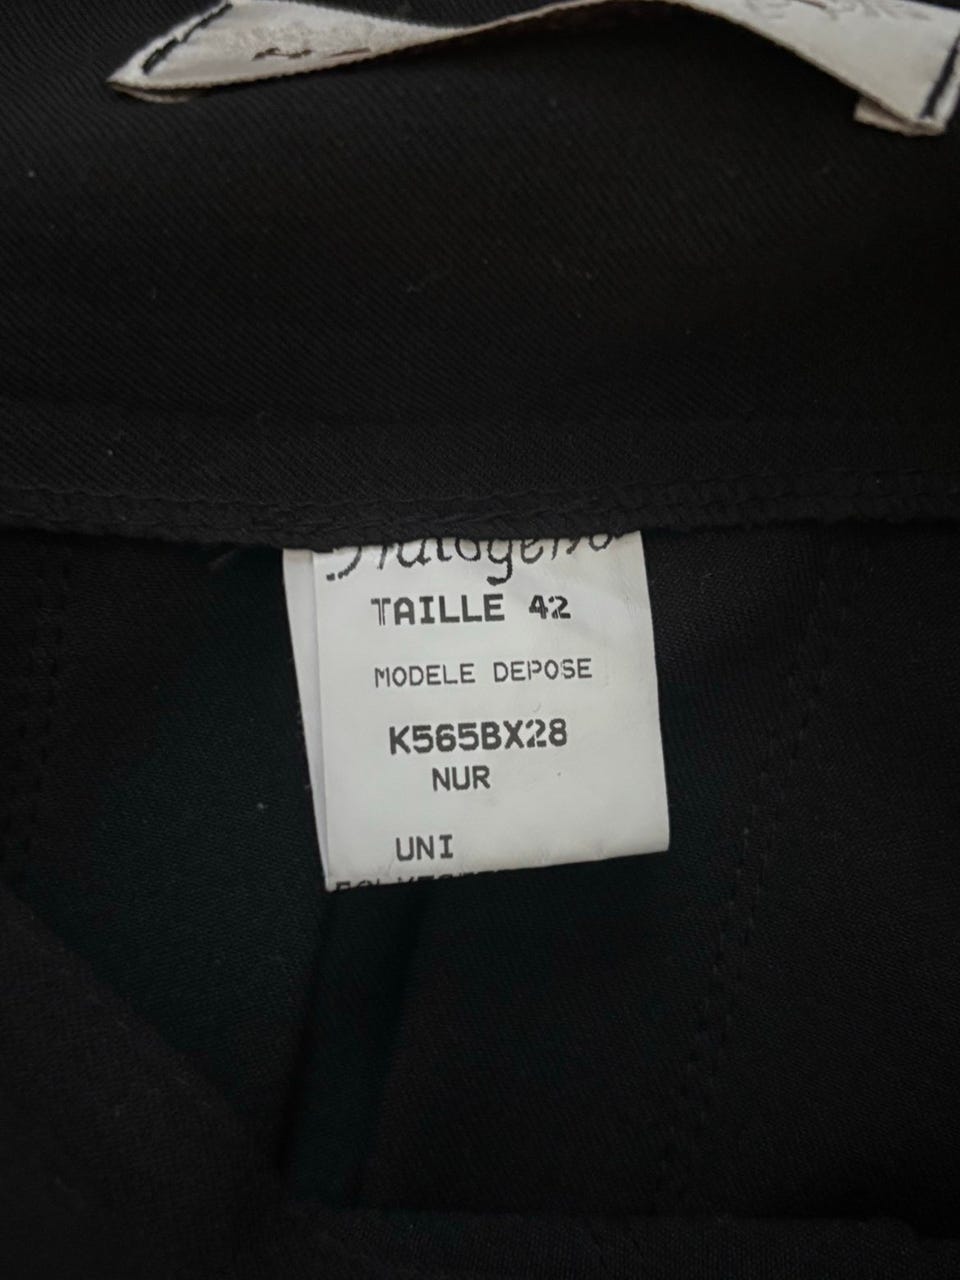 TAILLE 42
MODELE DEPOSE
K565BX28
NUR
UNI